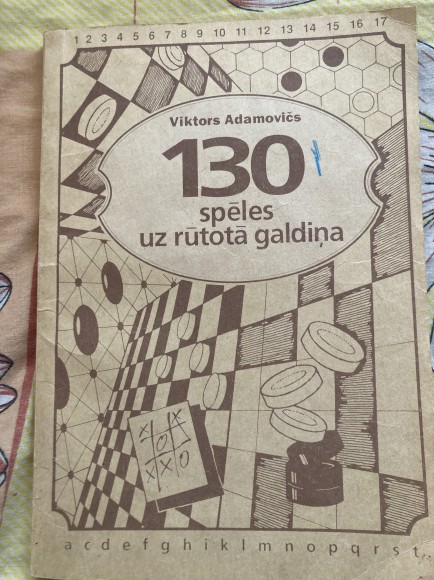 1 2 3 4 5 6 7 8 9 10 11 12 13 14 15 16 17
Viktors Adamovičs
130
spēles
uz rūtotā galdiņa
X
O
X X O
a c d e f g h i k l m n o p q r s t